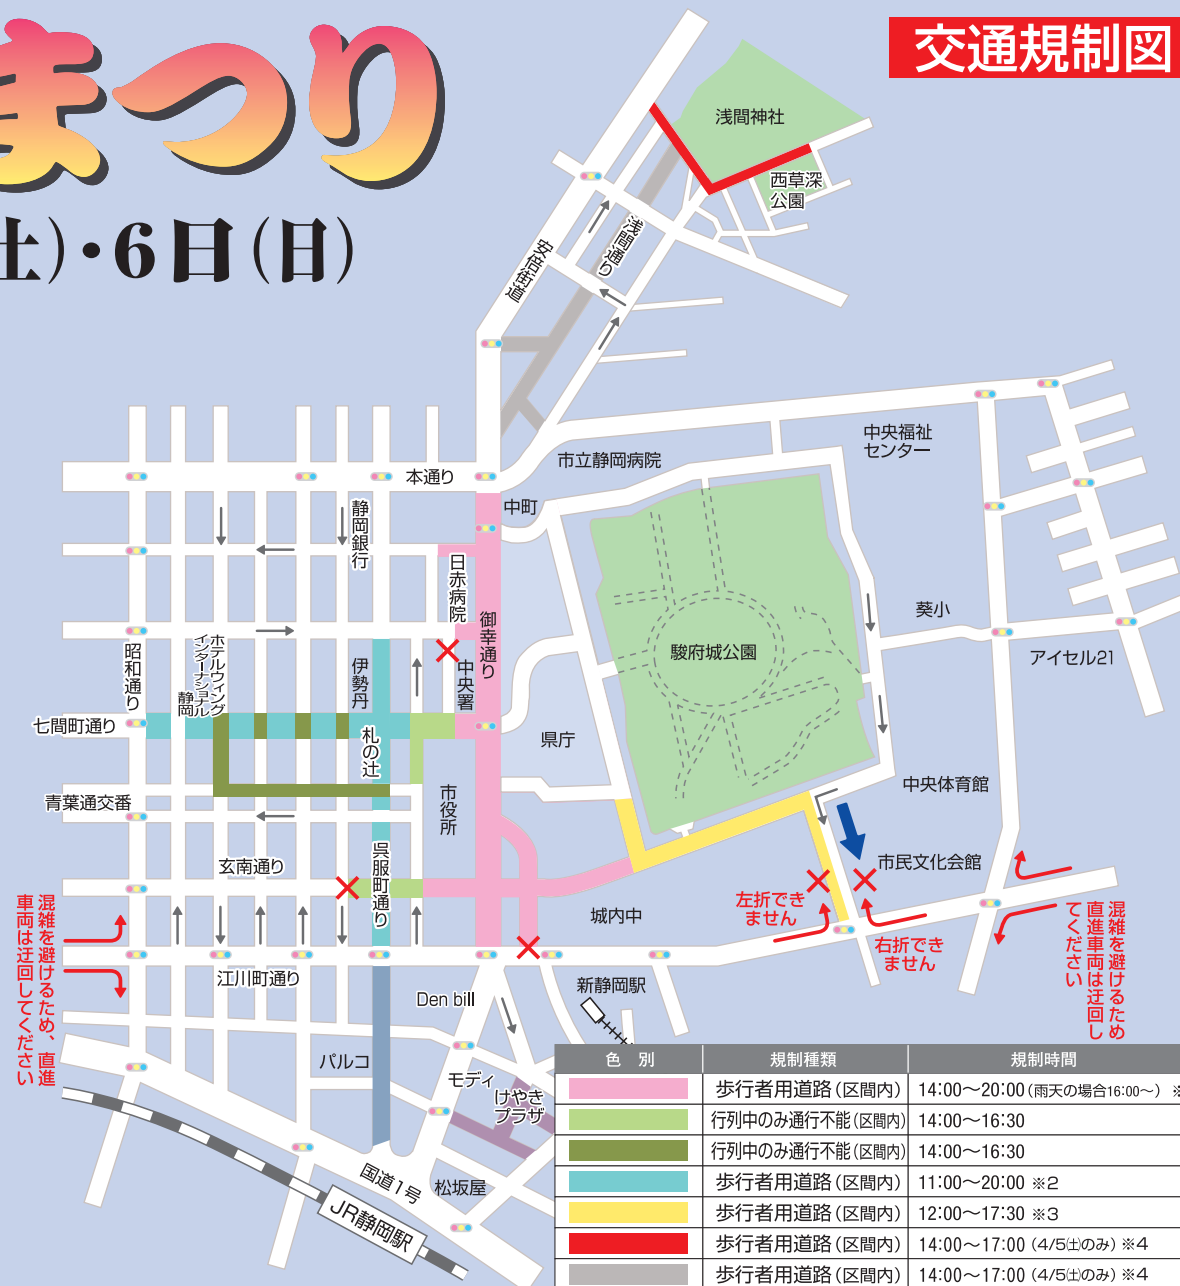 まつり
土)・6日(日)
交通規制図
浅間神社
西草深
公園
浅間通り
安倍街道
中央福祉
センター
市立静岡病院
本通り
中町
静岡銀行
日赤病院
御幸通り
葵小
アイセル21
駿府城公園
昭和通り
ホテルウィング
インターナショナル
静岡
伊勢丹
中央署
七間町通り
札の辻
県庁
青葉通交番
市役所
中央体育館
玄南通り
呉服町通り
市民文化会館
左折でき
ません
右折でき
ません
城内中
混雑を避けるため、直進
車両は迂回してください
混雑を避けるため
直進車両は迂回し
てください
江川町通り
Den bill
新静岡駅
パルコ
モディ
けやき
プラザ
国道1号
松坂屋
JR静岡駅
色 別 規制種類 規制時間
歩行者用道路(区間内) 14:00〜20:00(雨天の場合16:00〜) ※
行列中のみ通行不能(区間内) 14:00〜16:30
行列中のみ通行不能(区間内) 14:00〜16:30
歩行者用道路(区間内) 11:00〜20:00 ※2
歩行者用道路(区間内) 12:00〜17:30 ※3
歩行者用道路(区間内) 14:00〜17:00 (4/5㈯のみ) ※4
歩行者用道路(区間内) 14:00〜17:00 (4/5㈯のみ) ※4